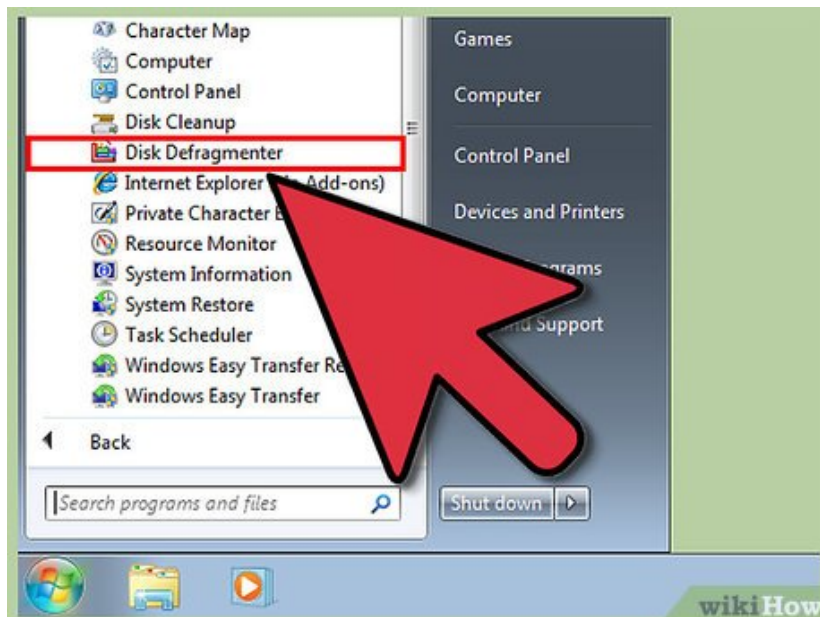 Character Map
Computer
Control Panel
Disk Cleanup
Disk Defragmenter
Internet Explorer Add-ons)
Private Character
Resource Monitor
System Information
System Restore
Task Scheduler
Windows Easy Transfer
Windows Easy Transfer
Back
Search programs and files
Games
Computer
Control Panel
Devices and Printers
Support
Shut down
wikiHow